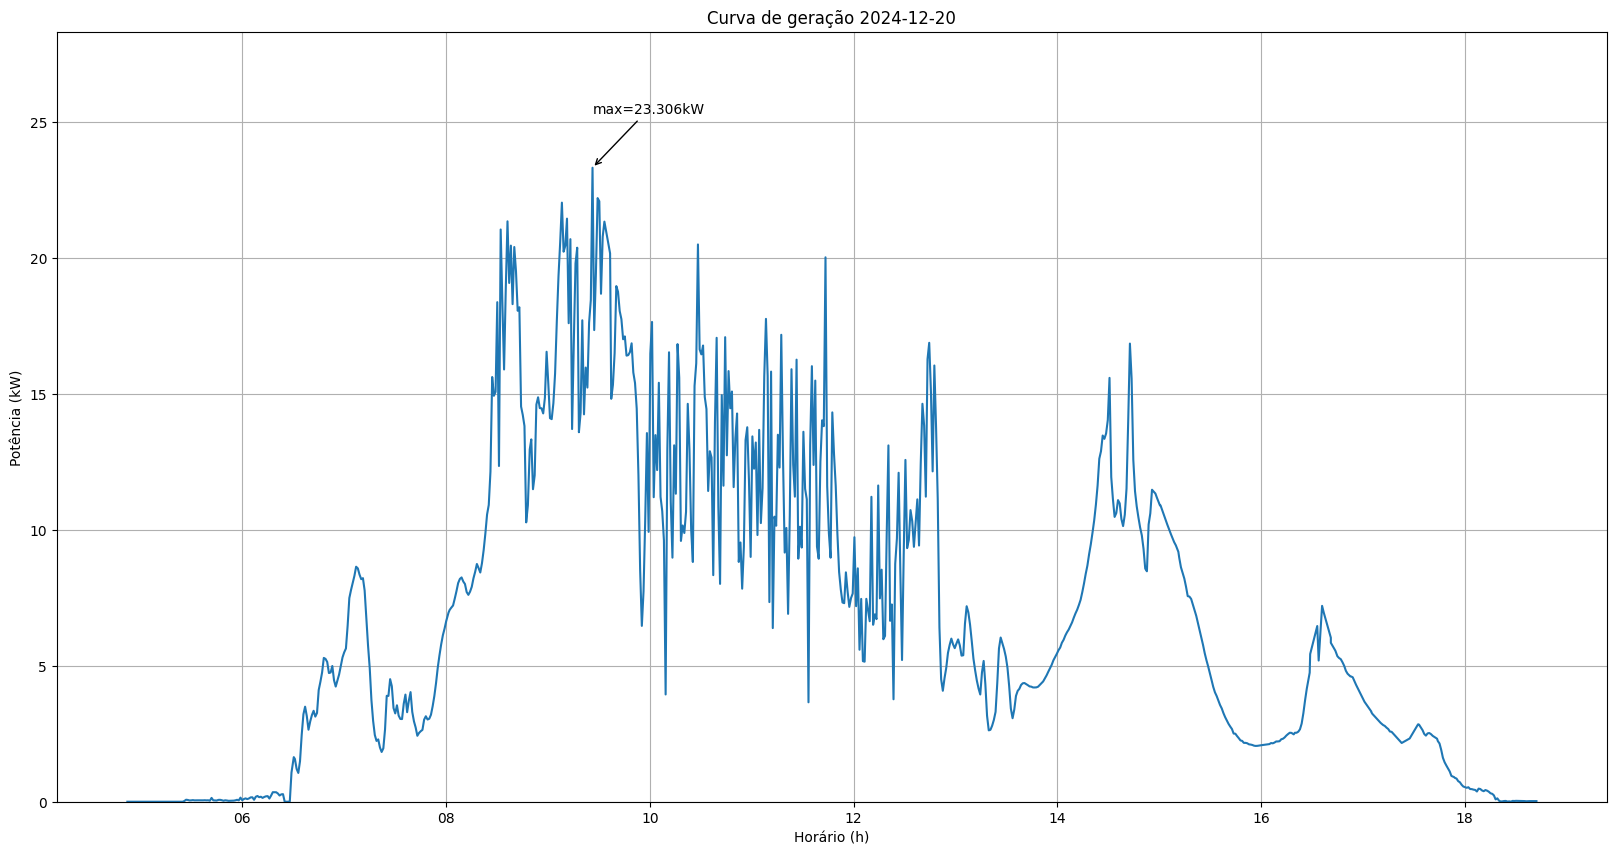 Curva de geração 2024-12-20
max=23.306kW
Potência (kW)
25
20
15
10
5
0
06 08 10 12 14 16 18
Horário (h)